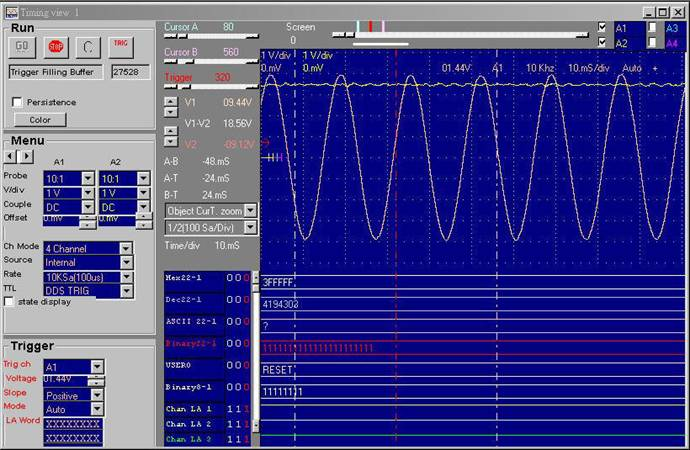 Timing view 1
Run
GO STOP TRIG
Trigger Filling Buffer 27528
Persistence
Color
Menu
A1 A2
Probe 10:1 10:1
V/div 1 V 1 V
Couple DC DC
Offset 0.mV 0.mV
Ch Mode 4 Channel
Source Internal
Rate 10KSa(100us)
TTL DDS TRIG
state display
Trigger
Trig ch A1
Voltage 01.44V
Slope Positive
Mode Auto
LA Word XXXXXXXX
XXXXXXXX
Cursor A 80
Cursor B 560
Trigger 320
V1 09.44V
V1-V2 18.56V
V2 -09.12V
A-B -48.mS
A-T -24.mS
B-T 24.mS
Object CurT. zoom
1/2(100 Sa/Div)
Time/div 10.mS
Screen
0
A1 A3
A2 A4
1 V/div 1 V/div
0.mV 0.mV 01.44V A1 10 Khz 10.mS/div Auto +
Hex22-1 0 0 0 3FFFFF
Dec22-1 0 0 0 4194303
ASCII 22-1 0 0 0 ?
Binary22-1 0 0 0
USER0 0 0 0 RESET
Binary8-1 0 0 0 11111111
Chan LA 1 1 1 1
Chan LA 2 1 1 1
Chan LA 3 1 1 1